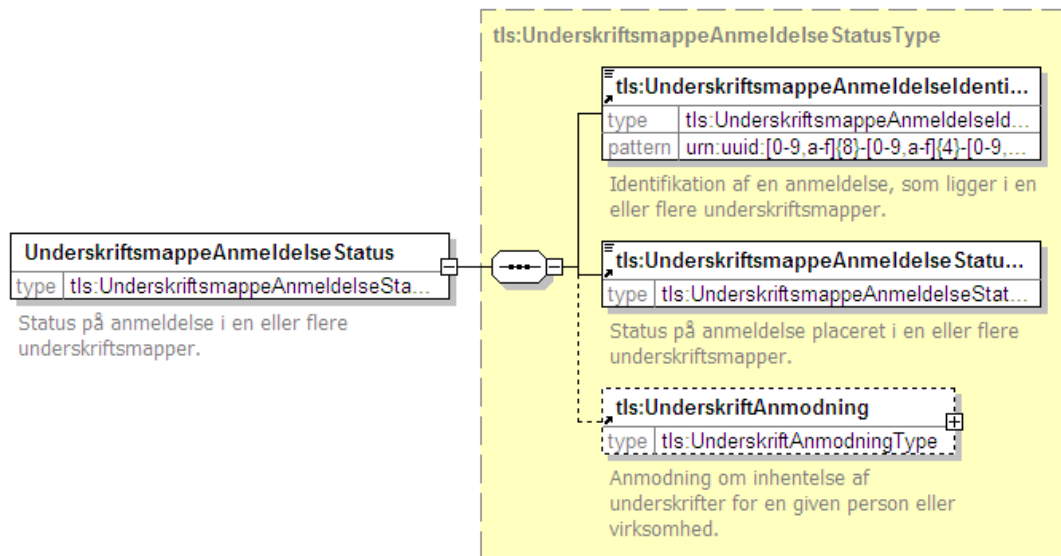 tls:UnderskriftsmappeAnmeldelseStatusType
tls:UnderskriftsmappeAnmeldelseIdenti...
type tls:UnderskriftsmappeAnmeldelseId...
pattern urn:uuid:[0-9,a-f]{8}-[0-9,a-f]{4}-[0-9,...
Identifikation af en anmeldelse, som ligger i en
eller flere underskriftsmapper.
UnderskriftsmappeAnmeldelseStatus
type tls:UnderskriftsmappeAnmeldelseSta...
Status på anmeldelse i en eller flere
underskriftsmapper.
tls:UnderskriftsmappeAnmeldelseStatu...
type tls:UnderskriftsmappeAnmeldelseStat...
Status på anmeldelse placeret i en eller flere
underskriftsmapper.
tls:UnderskriftAnmodning
type tls:UnderskriftAnmodningType
Anmodning om inhentelse af
underskrifter for en given person eller
virksomhed.